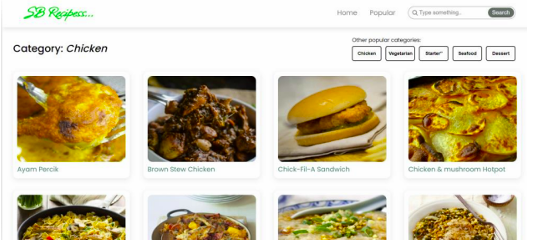 SB Recipess...
Home
Popular
Type something..
Search
Category: Chicken
Other popular categories:
Chicken
Vegetarian
Starter
Seafood
Dessert
Ayam Percik
Brown Stew Chicken
Chick-Fil-A Sandwich
Chicken & mushroom Hotpot